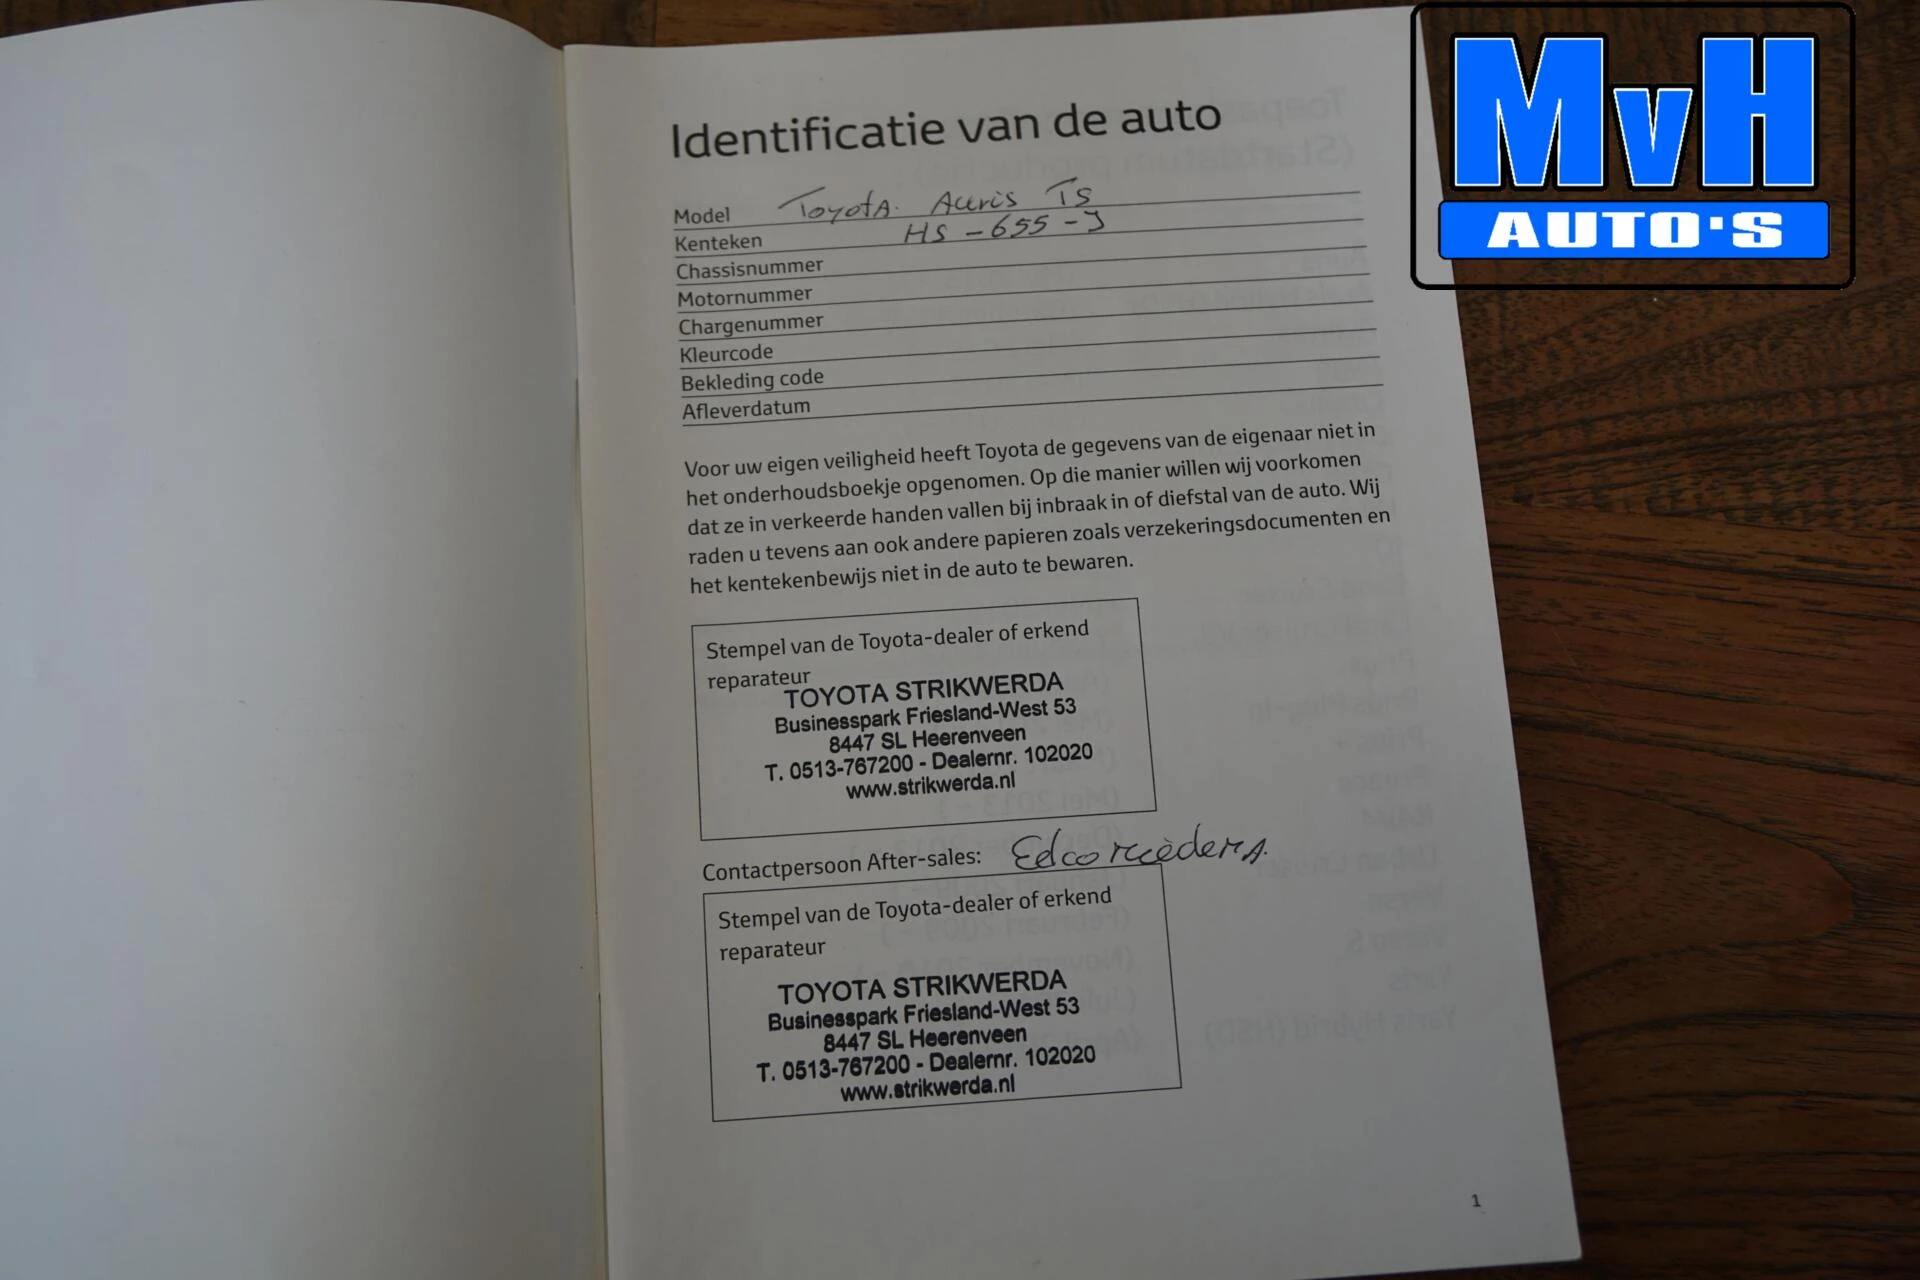 MvH
AUTO'S
Identificatie van de auto
Model Toyota Auris TS
Kenteken HS-655-J
Chassisnummer
Motornummer
Chargenummer
Kleurcode
Bekleding code
Afleverdatum
Voor uw eigen veiligheid heeft Toyota de gegevens van de eigenaar niet in
het onderhoudsboekje opgenomen. Op die manier willen wij voorkomen
dat ze in verkeerde handen vallen bij inbraak in of diefstal van de auto. Wij
raden u tevens aan ook andere papieren zoals verzekeringsdocumenten en
het kentekenbewijs niet in de auto te bewaren.
Stempel van de Toyota-dealer of erkend
reparateur
TOYOTA STRIKWERDA
Businesspark Friesland-West 53
8447 SL Heerenveen
T. 0513-767200 - Dealernr. 102020
www.strikwerda.nl
Contactpersoon After-sales:
Stempel van de Toyota-dealer of erkend
reparateur
TOYOTA STRIKWERDA
Businesspark Friesland-West 53
8447 SL Heerenveen
T. 0513-767200 - Dealernr. 102020
www.strikwerda.nl
1